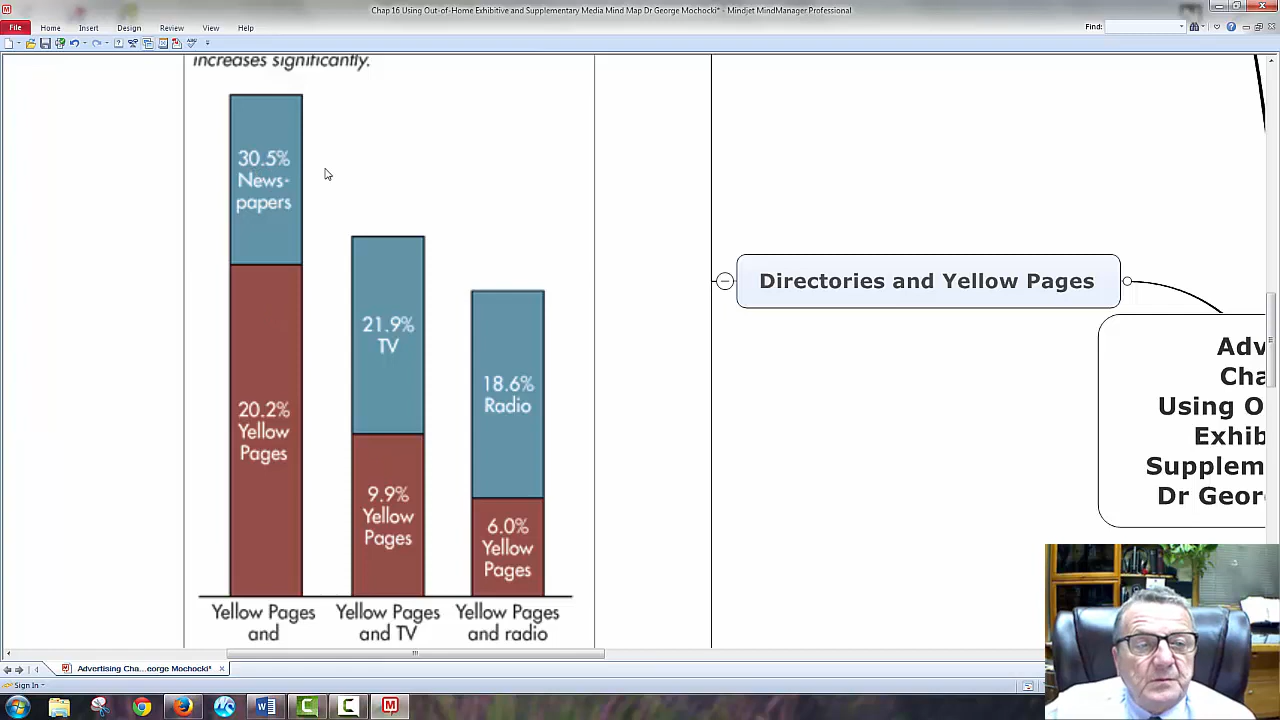 Chap 16 Using Out-of-Home Exhibitive and Supplementary Media Mind Map Dr George Mochocki* - Mindjet MindManager Professional
File Home Insert Design Review View Help
Find:
increases significantly.
30.5%
News-
papers
20.2%
Yellow
Pages
Yellow Pages
and
21.9%
TV
9.9%
Yellow
Pages
Yellow Pages
and TV
18.6%
Radio
6.0%
Yellow
Pages
Yellow Pages
and radio
Directories and Yellow Pages
Adv
Cha
Using O
Exhib
Supplem
Dr Geor
Advertising Cha...eorge Mochocki*
Sign In